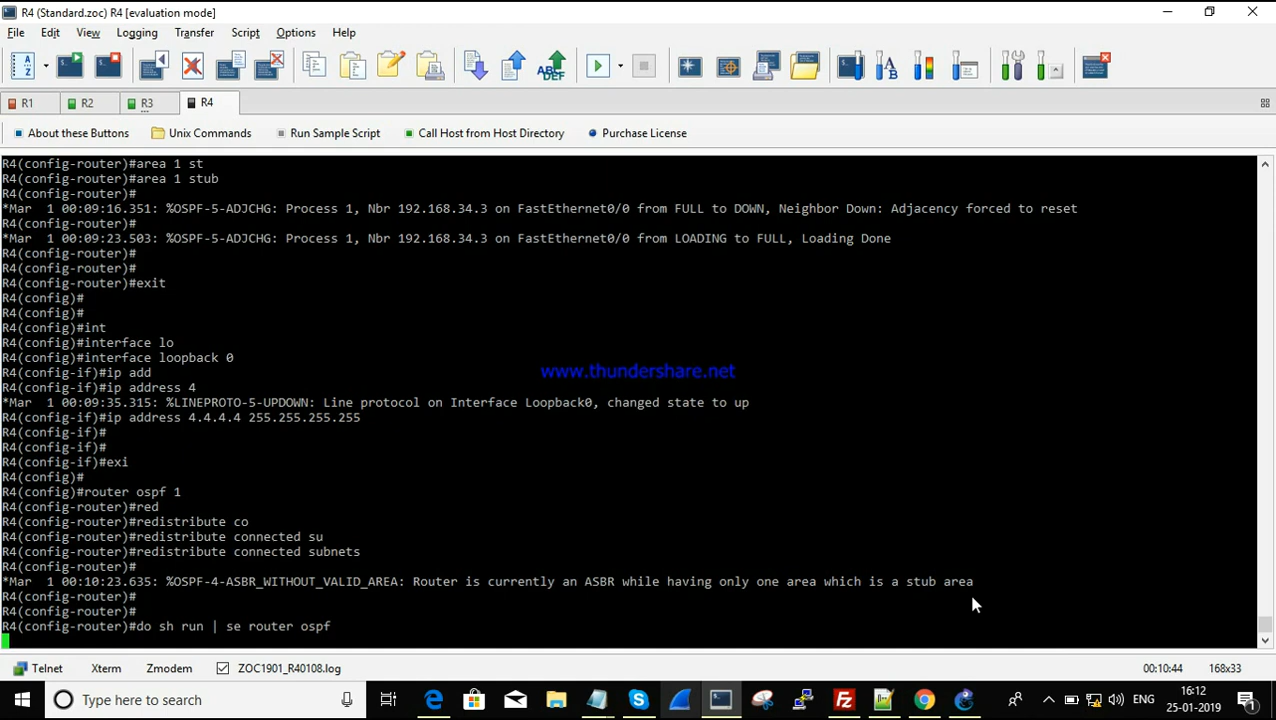 R4 (Standard.zoc) R4 [evaluation mode]
File Edit View Logging Transfer Script Options Help
R1 R2 R3 R4
About these Buttons Unix Commands Run Sample Script Call Host from Host Directory Purchase License
R4(config-router)#area 1 st
R4(config-router)#area 1 stub
R4(config-router)#
*Mar  1 00:09:16.351: %OSPF-5-ADJCHG: Process 1, Nbr 192.168.34.3 on FastEthernet0/0 from FULL to DOWN, Neighbor Down: Adjacency forced to reset
R4(config-router)#
*Mar  1 00:09:23.503: %OSPF-5-ADJCHG: Process 1, Nbr 192.168.34.3 on FastEthernet0/0 from LOADING to FULL, Loading Done
R4(config-router)#
R4(config-router)#
R4(config-router)#exit
R4(config)#
R4(config)#
R4(config)#int
R4(config)#interface lo
R4(config)#interface loopback 0
R4(config-if)#ip add
www.thundershare.net
R4(config-if)#ip address 4
*Mar  1 00:09:35.315: %LINEPROTO-5-UPDOWN: Line protocol on Interface Loopback0, changed state to up
R4(config-if)#ip address 4.4.4.4 255.255.255.255
R4(config-if)#
R4(config-if)#
R4(config-if)#exi
R4(config)#
R4(config)#router ospf 1
R4(config-router)#red
R4(config-router)#redistribute co
R4(config-router)#redistribute connected su
R4(config-router)#redistribute connected subnets
R4(config-router)#
*Mar  1 00:10:23.635: %OSPF-4-ASBR_WITHOUT_VALID_AREA: Router is currently an ASBR while having only one area which is a stub area
R4(config-router)#
R4(config-router)#
R4(config-router)#do sh run | se router ospf
Telnet Xterm Zmodem ZOC1901_R40108.log 00:10:44 168x33
Type here to search ENG 16:12
25-01-2019